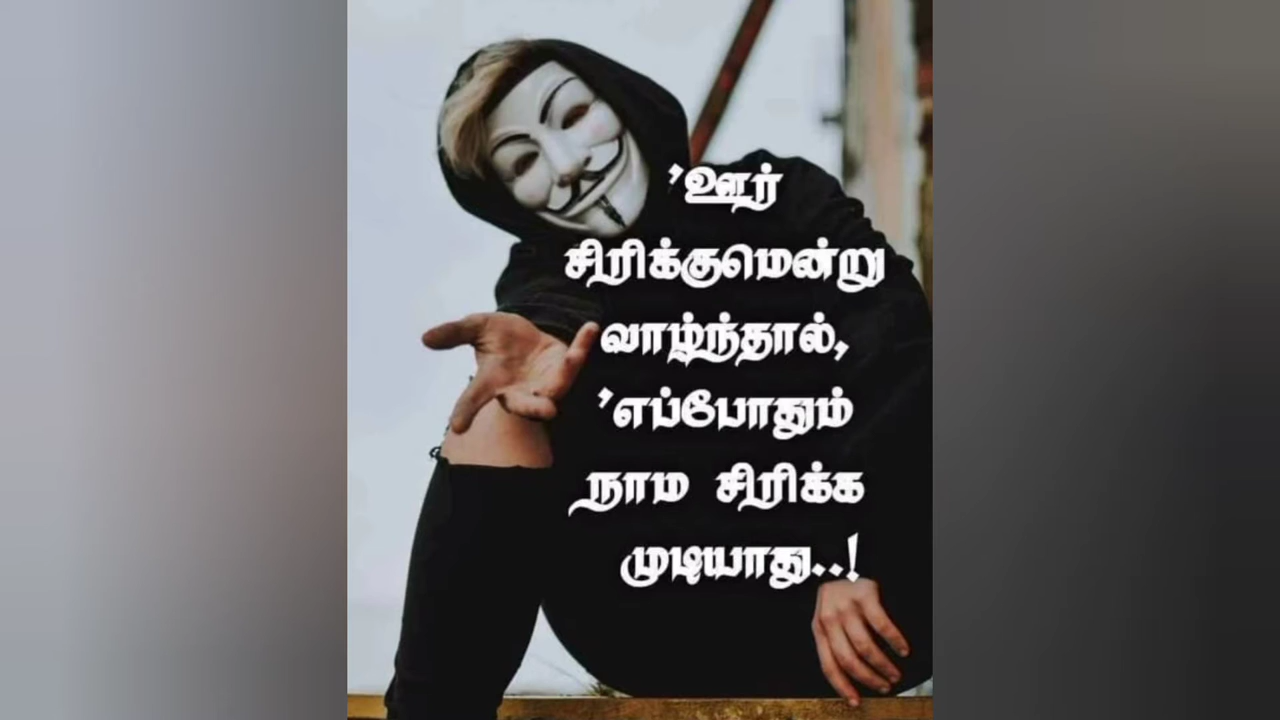 'ஊர்
சிரிக்குமென்று
வாழ்ந்தால்,
'எப்போதும்
நாம சிரிக்க
முடியாது..!